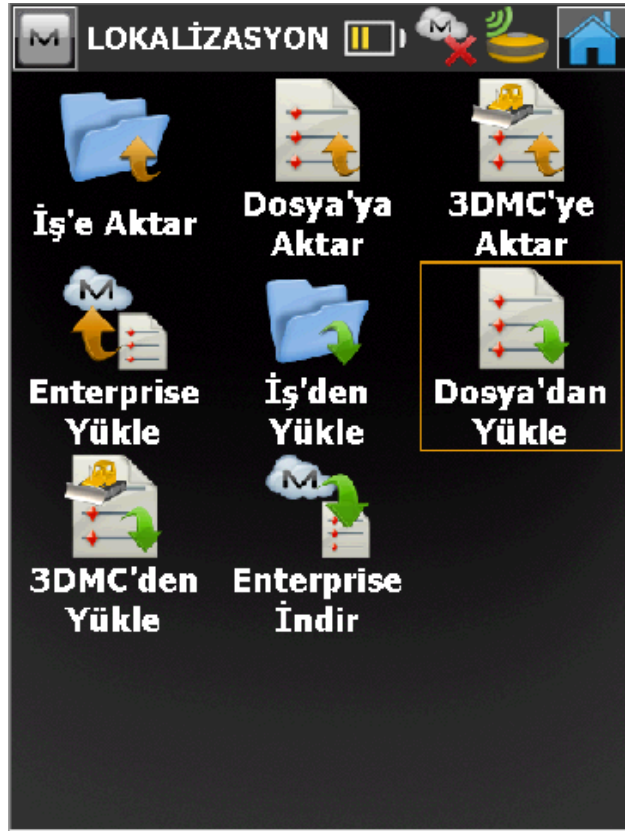 LOKALİZASYON
İş'e Aktar
Dosya'ya
Aktar
3DMC'ye
Aktar
Enterprise
Yükle
İş'den
Yükle
Dosya'dan
Yükle
3DMC'den
Yükle
Enterprise
İndir